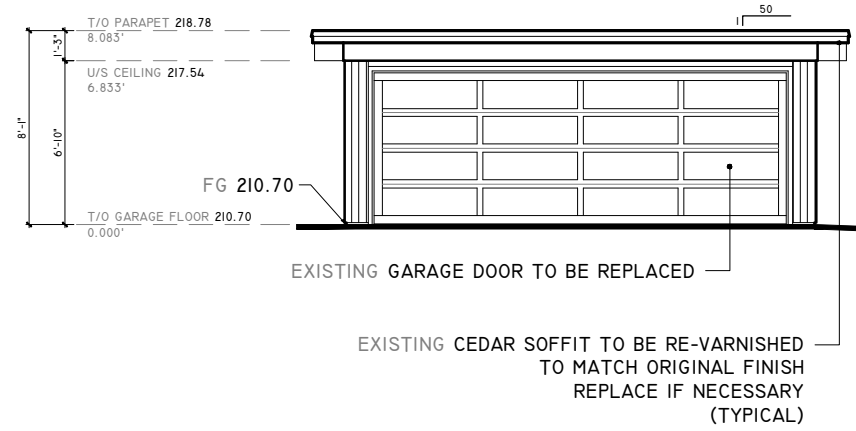 T/O PARAPET 218.78
8.083'
50
1
1'-3"
U/S CEILING 217.54
6.833'
8'-1"
6'-10"
FG 210.70
T/O GARAGE FLOOR 210.70
0.000'
EXISTING GARAGE DOOR TO BE REPLACED
EXISTING CEDAR SOFFIT TO BE RE-VARNISHED
TO MATCH ORIGINAL FINISH
REPLACE IF NECESSARY
(TYPICAL)